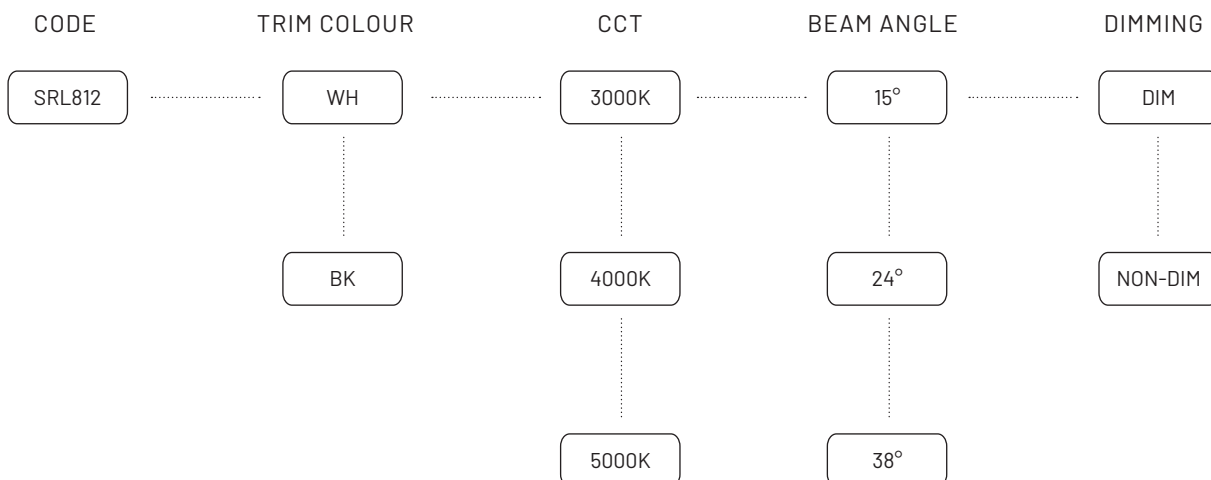 CODE TRIM COLOUR CCT BEAM ANGLE DIMMING
SRL812 WH 3000K 15° DIM
BK 4000K 24° NON-DIM
5000K 38°